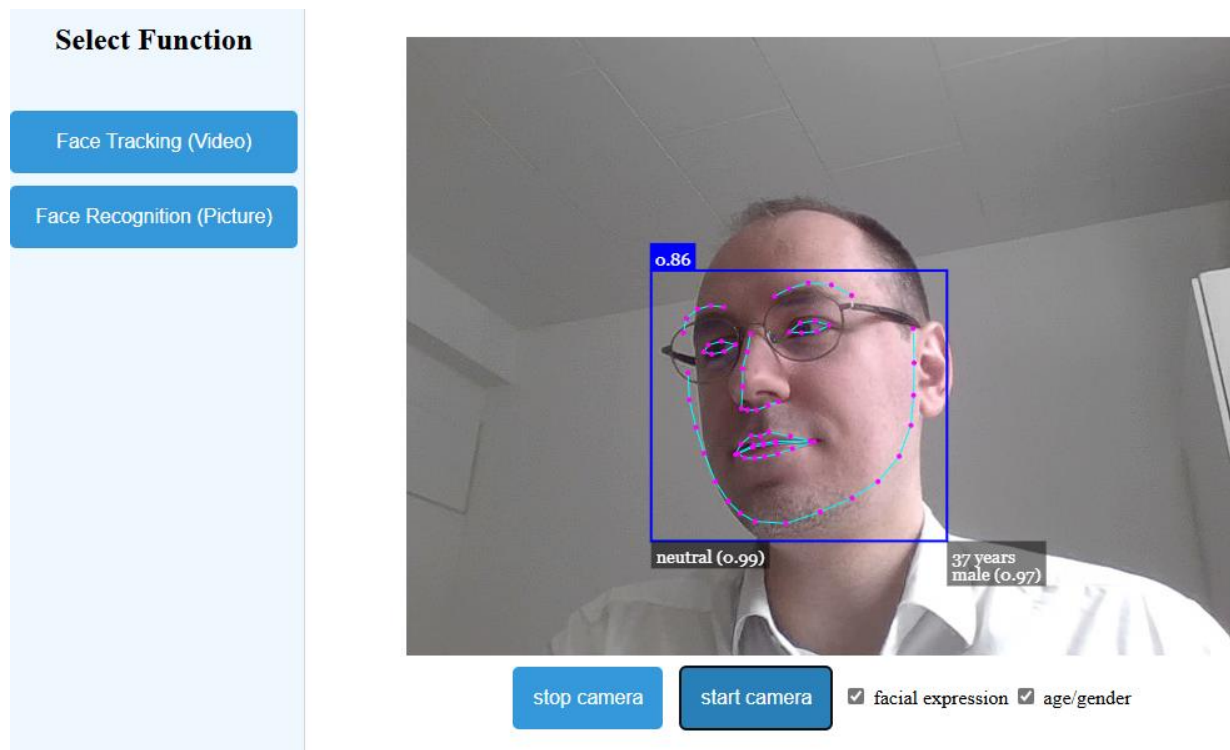 Select Function
Face Tracking (Video)
Face Recognition (Picture)
0.86
neutral (0.99)
37 years
male (0.97)
stop camera
start camera
facial expression
age/gender